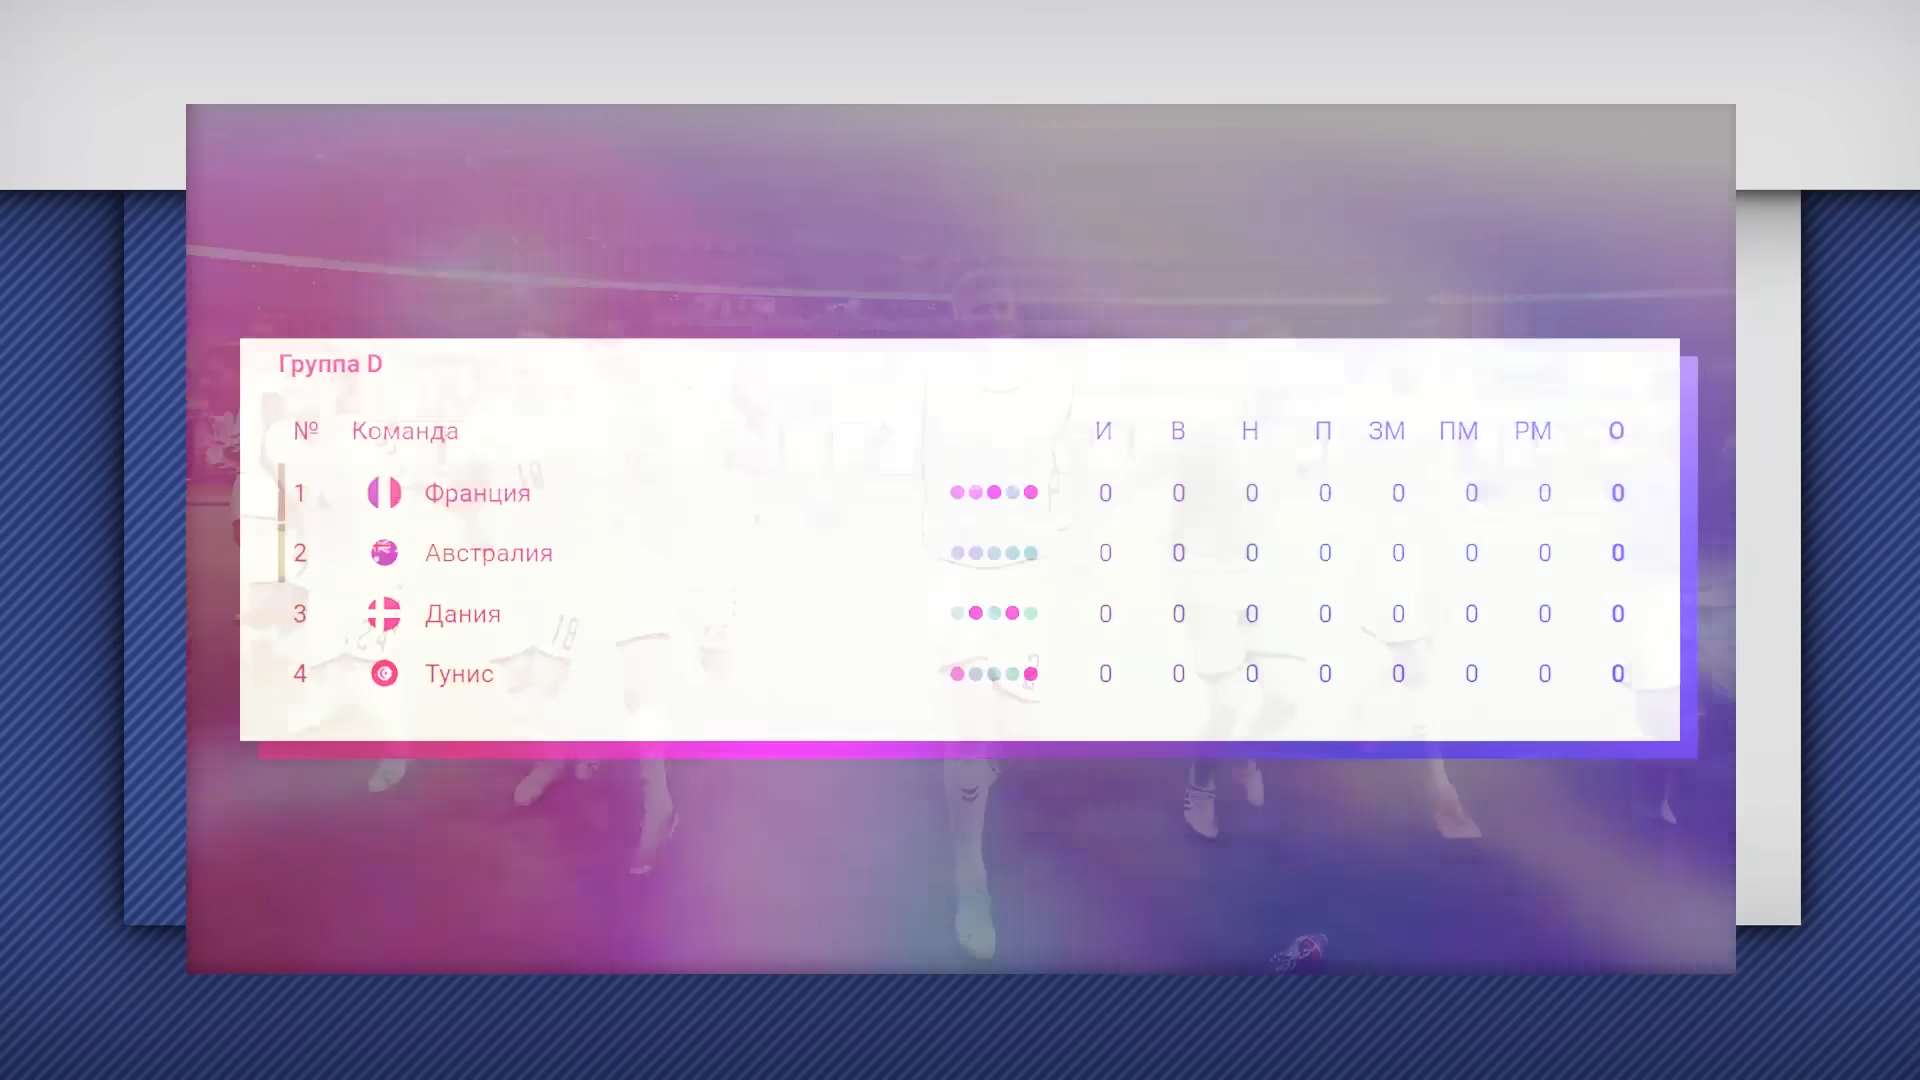 Группа D
№ Команда И В Н П ЗМ ПМ РМ О
1 Франция 0 0 0 0 0 0 0 0
2 Австралия 0 0 0 0 0 0 0 0
3 Дания 0 0 0 0 0 0 0 0
4 Тунис 0 0 0 0 0 0 0 0